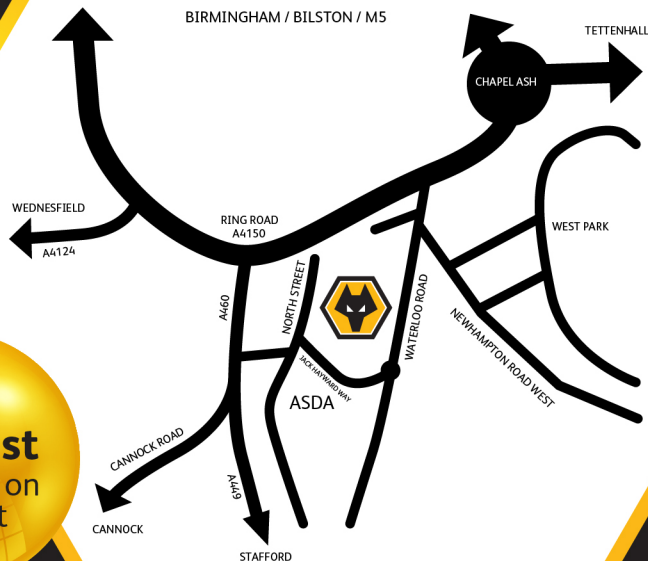 BIRMINGHAM / BILSTON / M5
TETTENHALL
CHAPEL ASH
WEDNESFIELD
A4124
RING ROAD
A4150
WEST PARK
A460
NORTH STREET
WATERLOO ROAD
NEWHAMPTON ROAD WEST
JACK HAYWARD WAY
ASDA
CANNOCK ROAD
A449
CANNOCK
STAFFORD
st
on
t